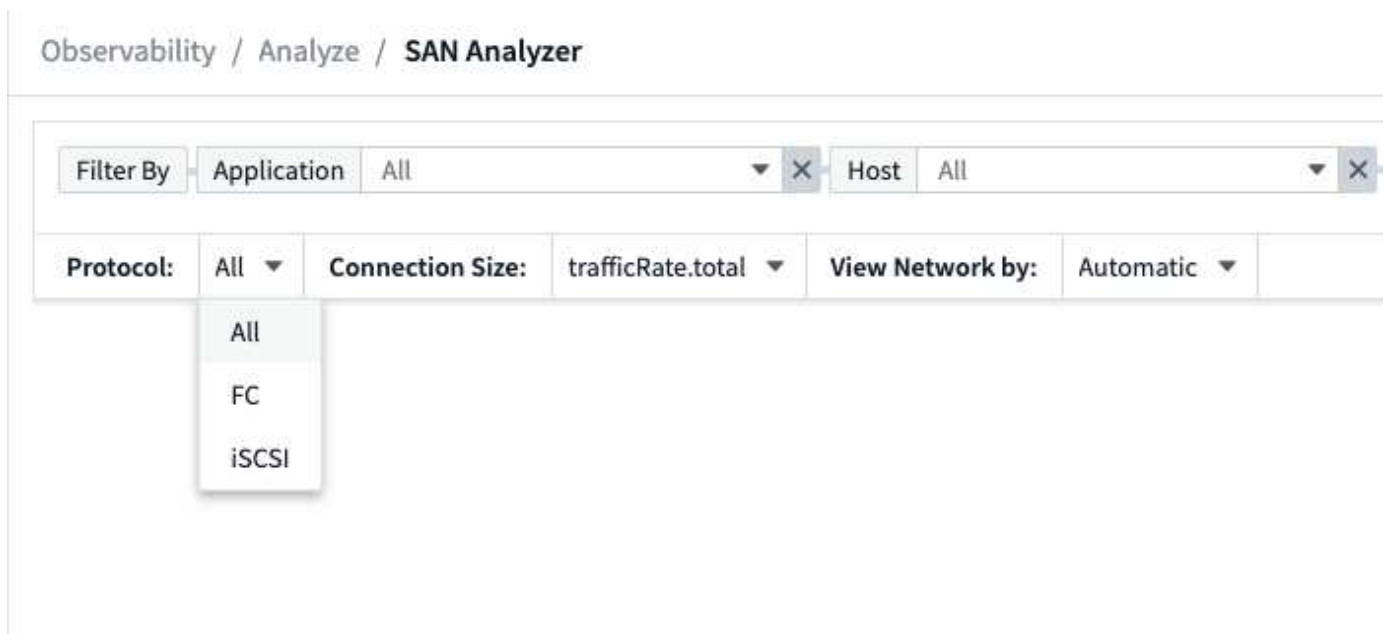 Observability / Analyze / SAN Analyzer
Filter By Application All Host All
Protocol: All Connection Size: trafficRate.total View Network by: Automatic
All
FC
iSCSI